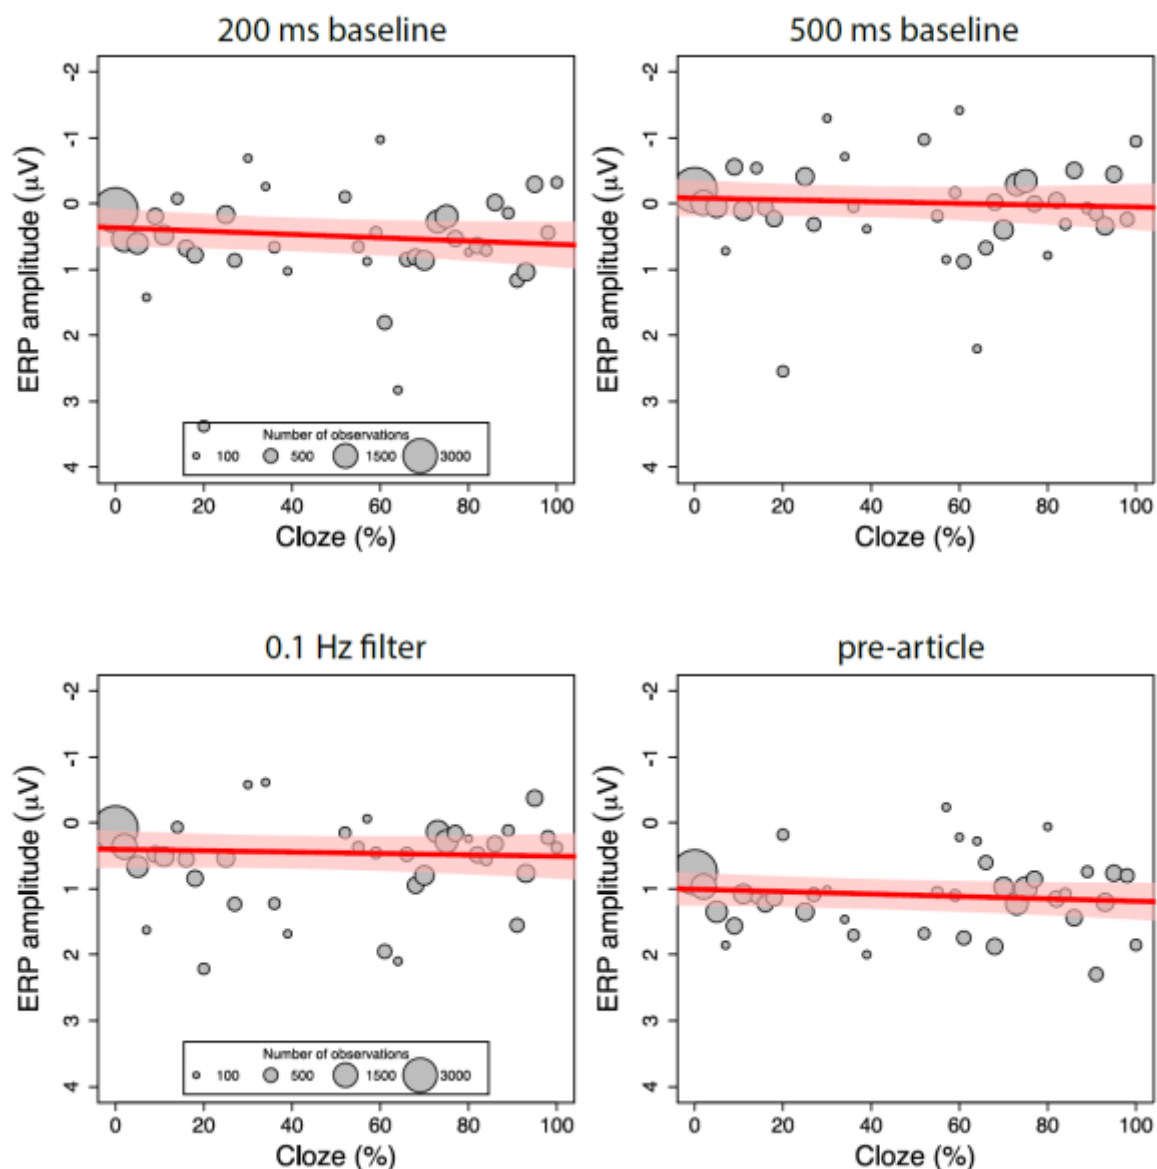 200 ms baseline
-2
-1
0
1
2
3
4
ERP amplitude (μV)
Number of observations
100 500 1500 3000
0 20 40 60 80 100
Cloze (%)
500 ms baseline
-2
-1
0
1
2
3
4
ERP amplitude (μV)
0 20 40 60 80 100
Cloze (%)
0.1 Hz filter
-2
-1
0
1
2
3
4
ERP amplitude (μV)
Number of observations
100 500 1500 3000
0 20 40 60 80 100
Cloze (%)
pre-article
-2
-1
0
1
2
3
4
ERP amplitude (μV)
0 20 40 60 80 100
Cloze (%)